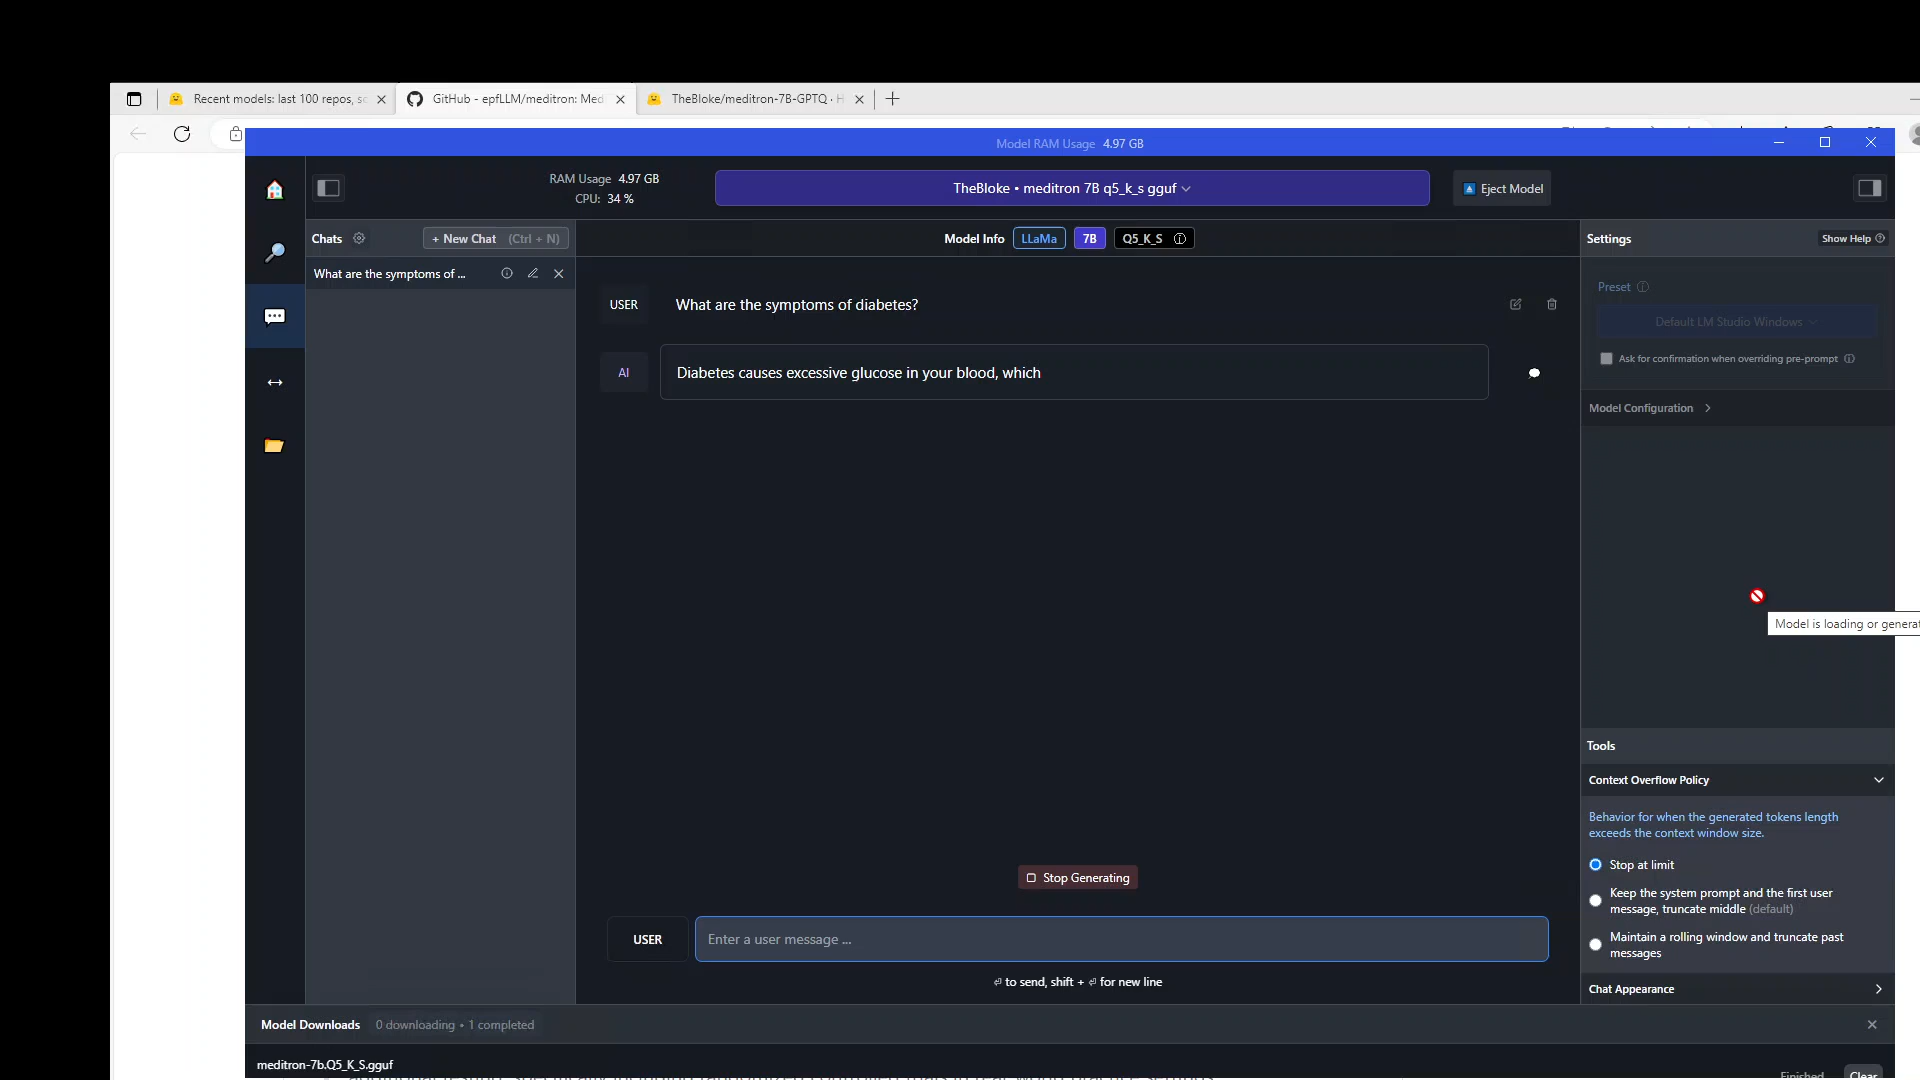 Recent models: last 100 repos, so
GitHub - epfLLM/meditron: Med
TheBloke/meditron-7B-GPTQ · H
Model RAM Usage 4.97 GB
RAM Usage 4.97 GB
CPU: 34 %
TheBloke • meditron 7B q5_k_s gguf
Eject Model
Chats
+ New Chat (Ctrl + N)
Model Info LLaMa 7B Q5_K_S
Settings
Show Help
What are the symptoms of ...
USER What are the symptoms of diabetes?
AI Diabetes causes excessive glucose in your blood, which
Preset
Default LM Studio Windows
Ask for confirmation when overriding pre-prompt
Model Configuration
Model is loading or generat
Tools
Context Overflow Policy
Behavior for when the generated tokens length
exceeds the context window size.
Stop at limit
Keep the system prompt and the first user
message, truncate middle (default)
Maintain a rolling window and truncate past
messages
Chat Appearance
Stop Generating
USER Enter a user message ...
⏎ to send, shift + ⏎ for new line
Model Downloads 0 downloading • 1 completed
meditron-7b.Q5_K_S.gguf
Finished Clear